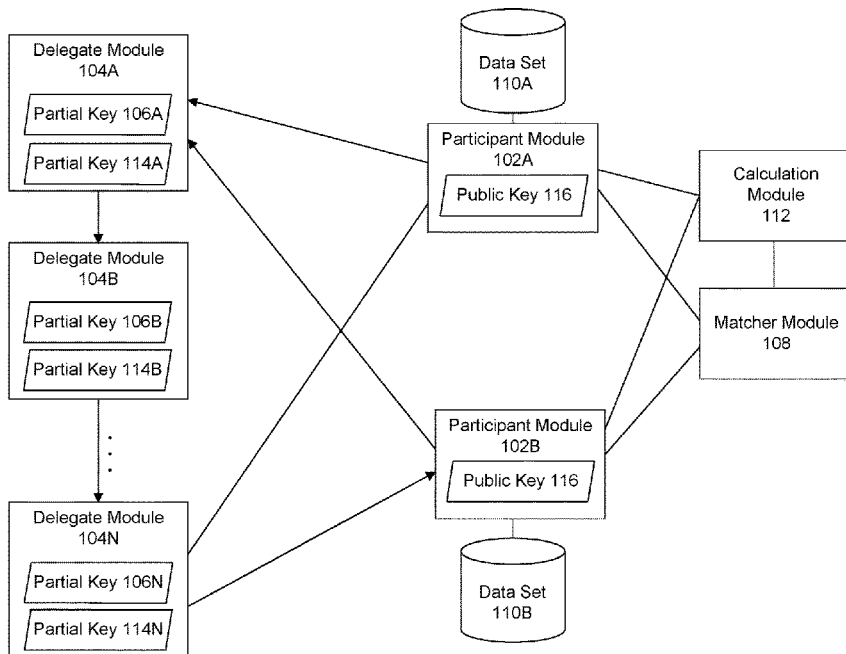 Delegate Module
104A
Partial Key 106A
Partial Key 114A
Delegate Module
104B
Partial Key 106B
Partial Key 114B
Delegate Module
104N
Partial Key 106N
Partial Key 114N
Data Set
110A
Participant Module
102A
Public Key 116
Participant Module
102B
Public Key 116
Data Set
110B
Calculation
Module
112
Matcher Module
108